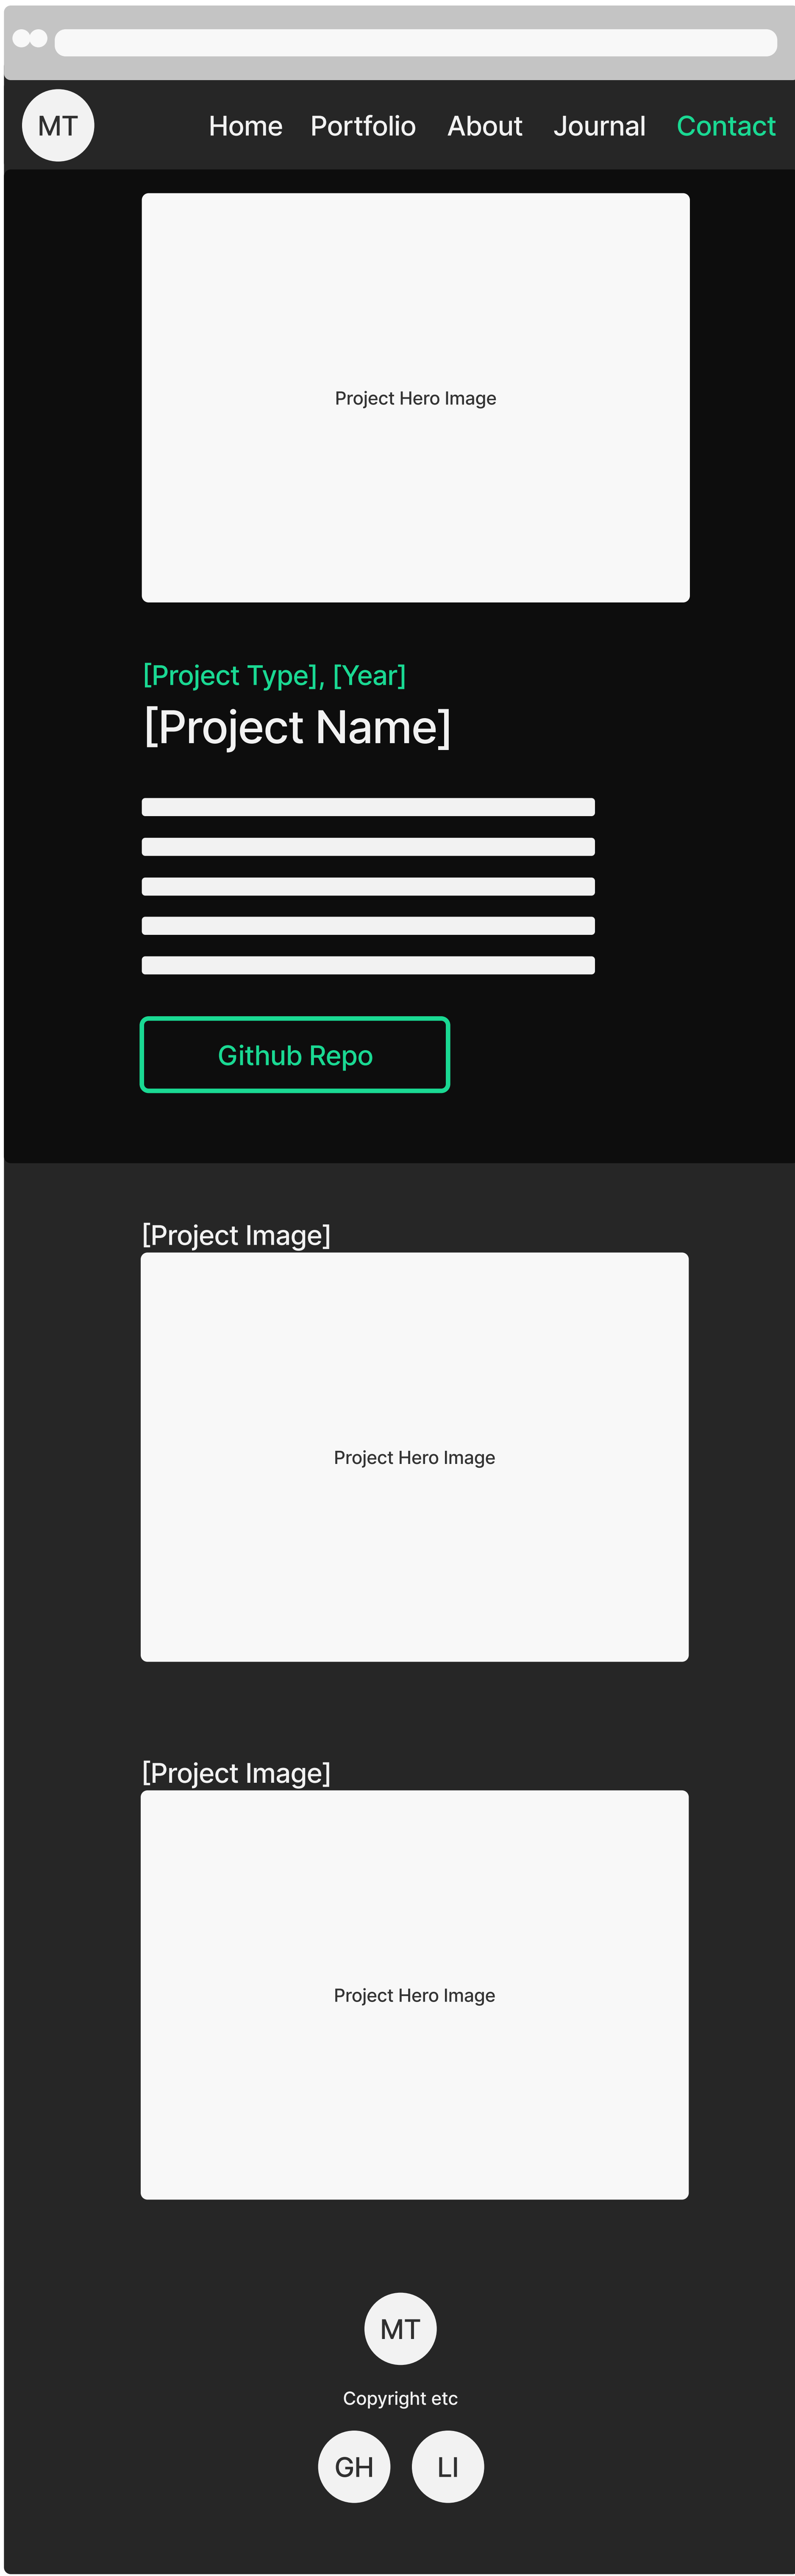 MT
Home Portfolio About Journal Contact
Project Hero Image
[Project Type], [Year]
[Project Name]
Github Repo
[Project Image]
Project Hero Image
[Project Image]
Project Hero Image
MT
Copyright etc
GH LI